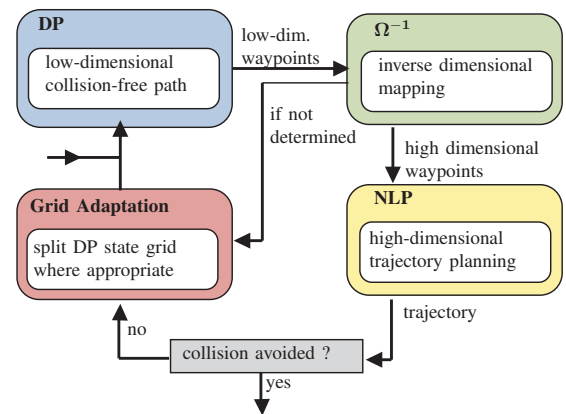 DP
low-dimensional
collision-free path
low-dim.
waypoints
Ω⁻¹
inverse dimensional
mapping
if not
determined
high dimensional
waypoints
Grid Adaptation
split DP state grid
where appropriate
NLP
high-dimensional
trajectory planning
trajectory
no
collision avoided ?
yes